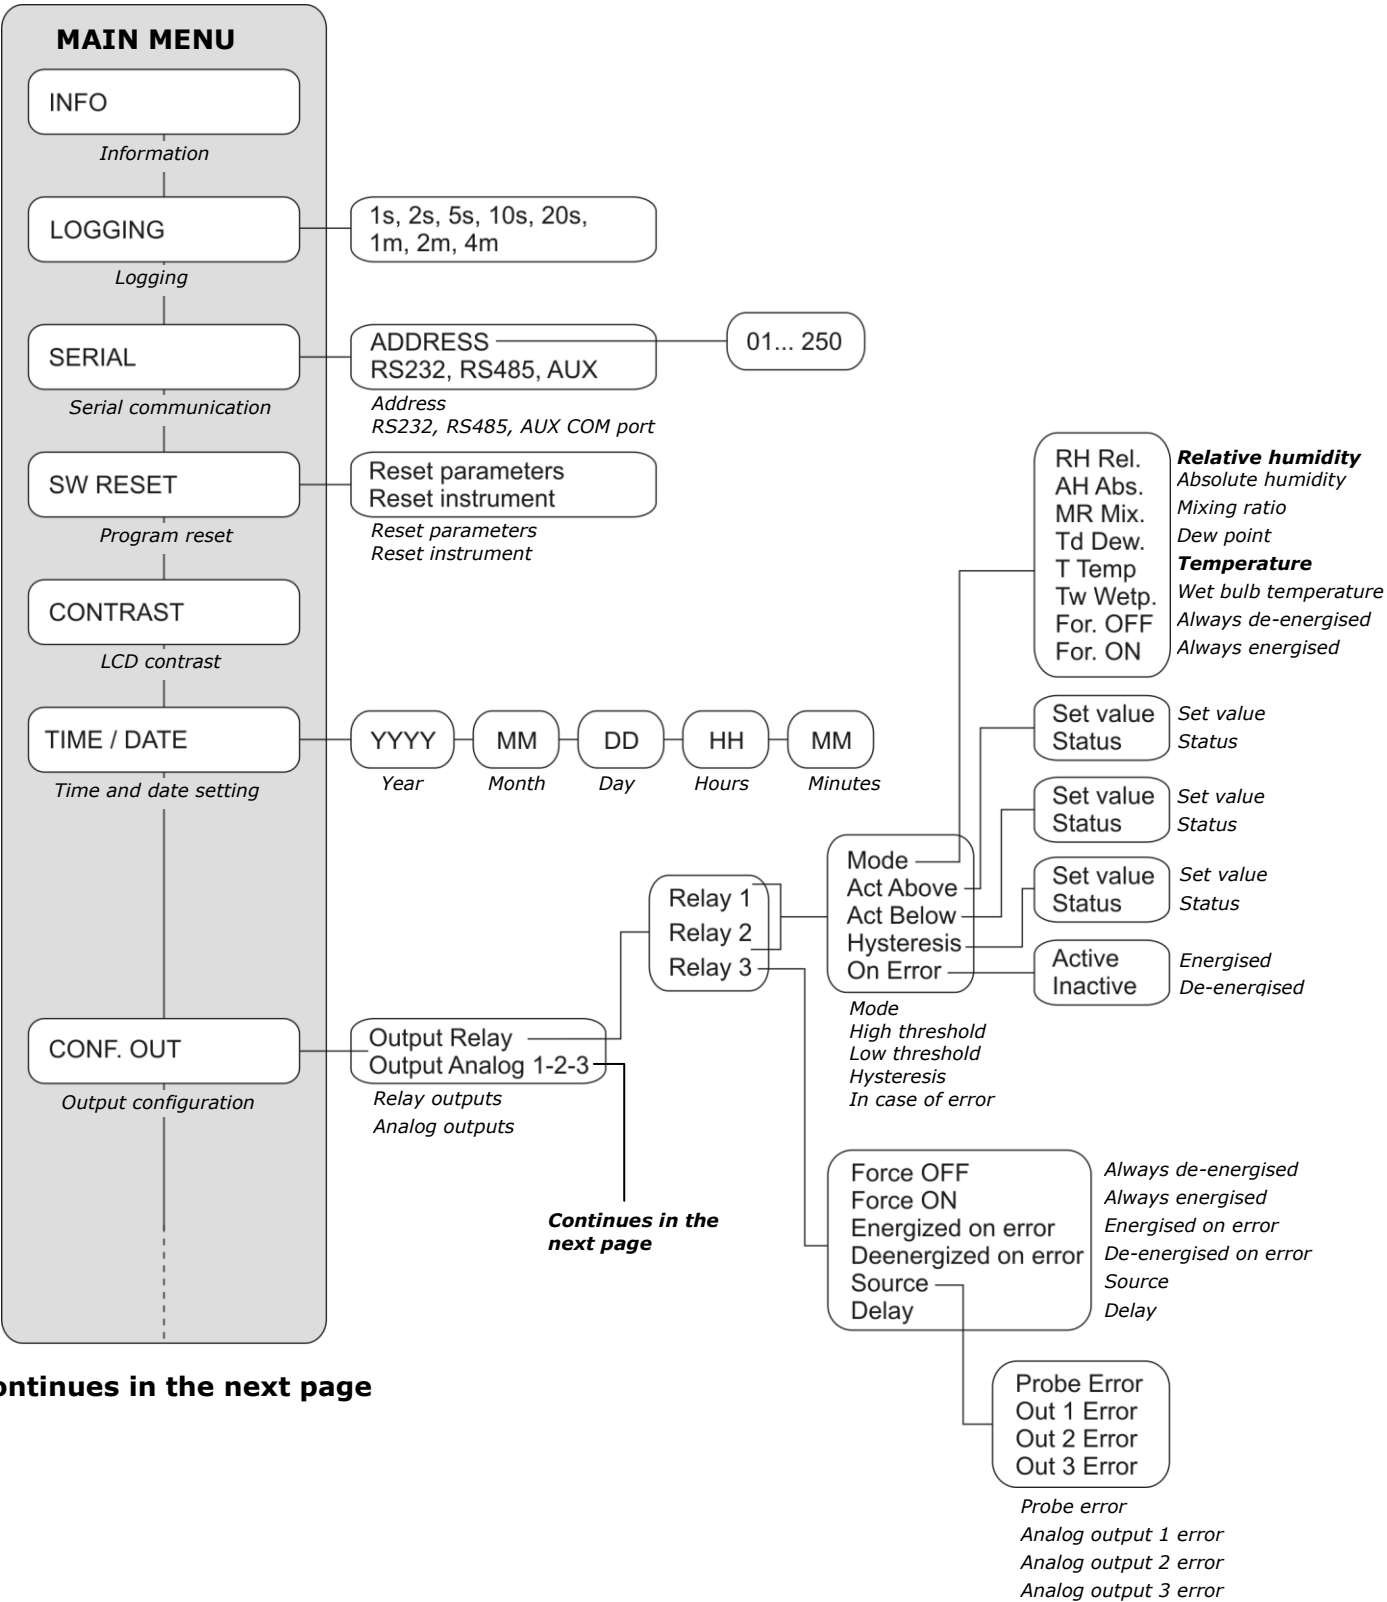 MAIN MENU
INFO
Information
LOGGING
1s, 2s, 5s, 10s, 20s,
1m, 2m, 4m
Logging
SERIAL
ADDRESS
RS232, RS485, AUX
01... 250
Serial communication
Address
RS232, RS485, AUX COM port
SW RESET
Reset parameters
Reset instrument
Program reset
Reset parameters
Reset instrument
CONTRAST
LCD contrast
TIME / DATE
YYYY
MM
DD
HH
MM
Time and date setting
Year
Month
Day
Hours
Minutes
CONF. OUT
Output Relay
Output Analog 1-2-3
Output configuration
Relay outputs
Analog outputs
Continues in the
next page
Relay 1
Relay 2
Relay 3
Mode
Act Above
Act Below
Hysteresis
On Error
Mode
High threshold
Low threshold
Hysteresis
In case of error
RH Rel.
AH Abs.
MR Mix.
Td Dew.
T Temp
Tw Wetp.
For. OFF
For. ON
Relative humidity
Absolute humidity
Mixing ratio
Dew point
Temperature
Wet bulb temperature
Always de-energised
Always energised
Set value
Status
Set value
Status
Set value
Status
Set value
Status
Set value
Status
Set value
Status
Active
Inactive
Energised
De-energised
Force OFF
Force ON
Energized on error
Deenergized on error
Source
Delay
Always de-energised
Always energised
Energised on error
De-energised on error
Source
Delay
Probe Error
Out 1 Error
Out 2 Error
Out 3 Error
Probe error
Analog output 1 error
Analog output 2 error
Analog output 3 error
ontinues in the next page